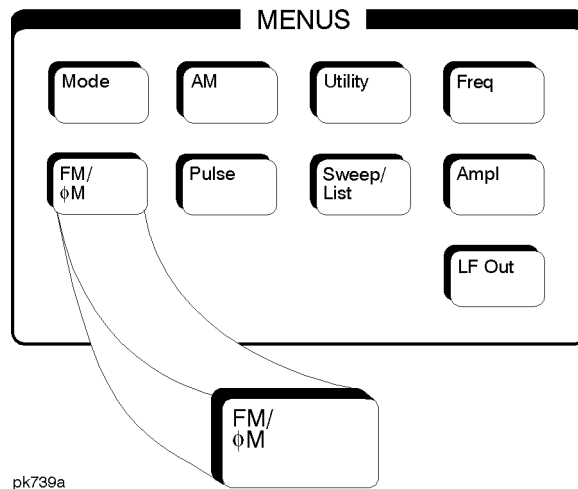 MENUS
Mode
AM
Utility
Freq
FM/
ϕM
Pulse
Sweep/
List
Ampl
LF Out
FM/
ϕM
pk739a